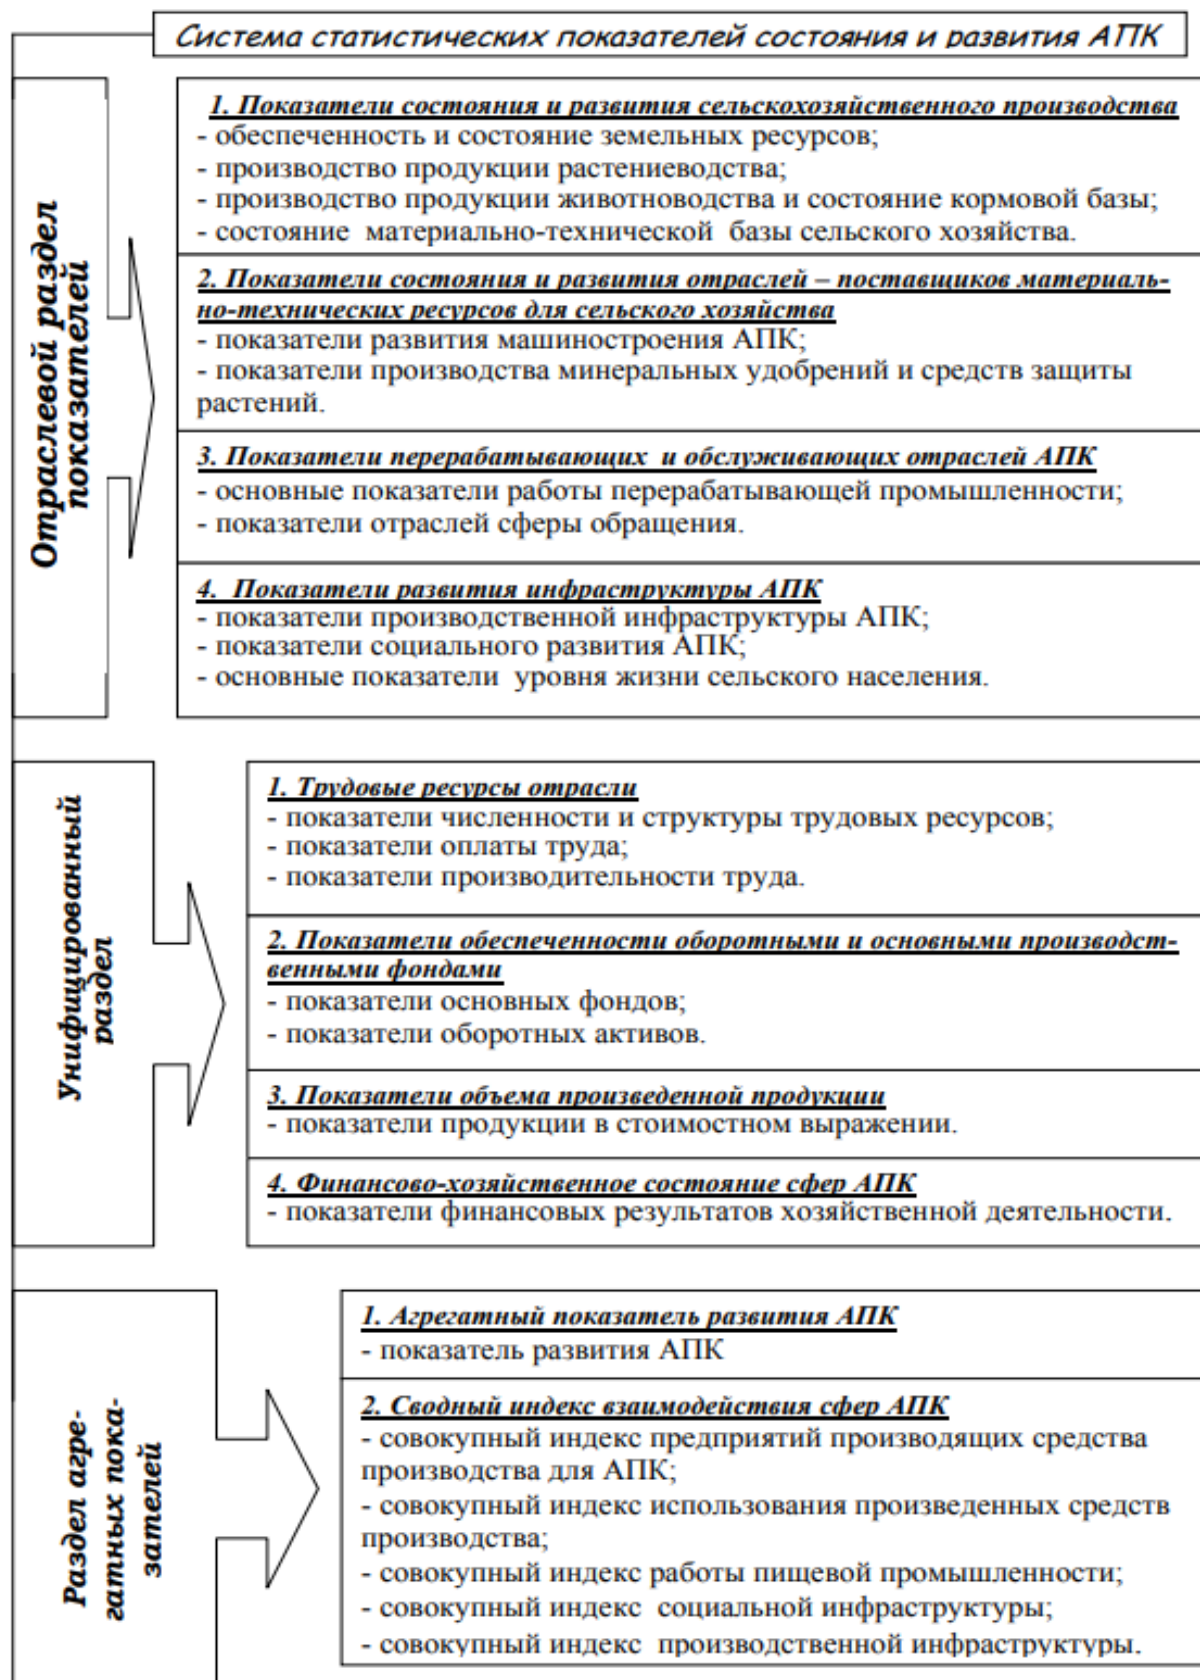 Система статистических показателей состояния и развития АПК
Отраслевой раздел
показателей
1. Показатели состояния и развития сельскохозяйственного производства
- обеспеченность и состояние земельных ресурсов;
- производство продукции растениеводства;
- производство продукции животноводства и состояние кормовой базы;
- состояние материально-технической базы сельского хозяйства.
2. Показатели состояния и развития отраслей – поставщиков материаль-
но-технических ресурсов для сельского хозяйства
- показатели развития машиностроения АПК;
- показатели производства минеральных удобрений и средств защиты
растений.
3. Показатели перерабатывающих и обслуживающих отраслей АПК
- основные показатели работы перерабатывающей промышленности;
- показатели отраслей сферы обращения.
4. Показатели развития инфраструктуры АПК
- показатели производственной инфраструктуры АПК;
- показатели социального развития АПК;
- основные показатели уровня жизни сельского населения.
Унифицированный
раздел
1. Трудовые ресурсы отрасли
- показатели численности и структуры трудовых ресурсов;
- показатели оплаты труда;
- показатели производительности труда.
2. Показатели обеспеченности оборотными и основными производст-
венными фондами
- показатели основных фондов;
- показатели оборотных активов.
3. Показатели объема произведенной продукции
- показатели продукции в стоимостном выражении.
4. Финансово-хозяйственное состояние сфер АПК
- показатели финансовых результатов хозяйственной деятельности.
Раздел агре-
гатных пока-
зателей
1. Агрегатный показатель развития АПК
- показатель развития АПК
2. Сводный индекс взаимодействия сфер АПК
- совокупный индекс предприятий производящих средства
производства для АПК;
- совокупный индекс использования произведенных средств
производства;
- совокупный индекс работы пищевой промышленности;
- совокупный индекс социальной инфраструктуры;
- совокупный индекс производственной инфраструктуры.